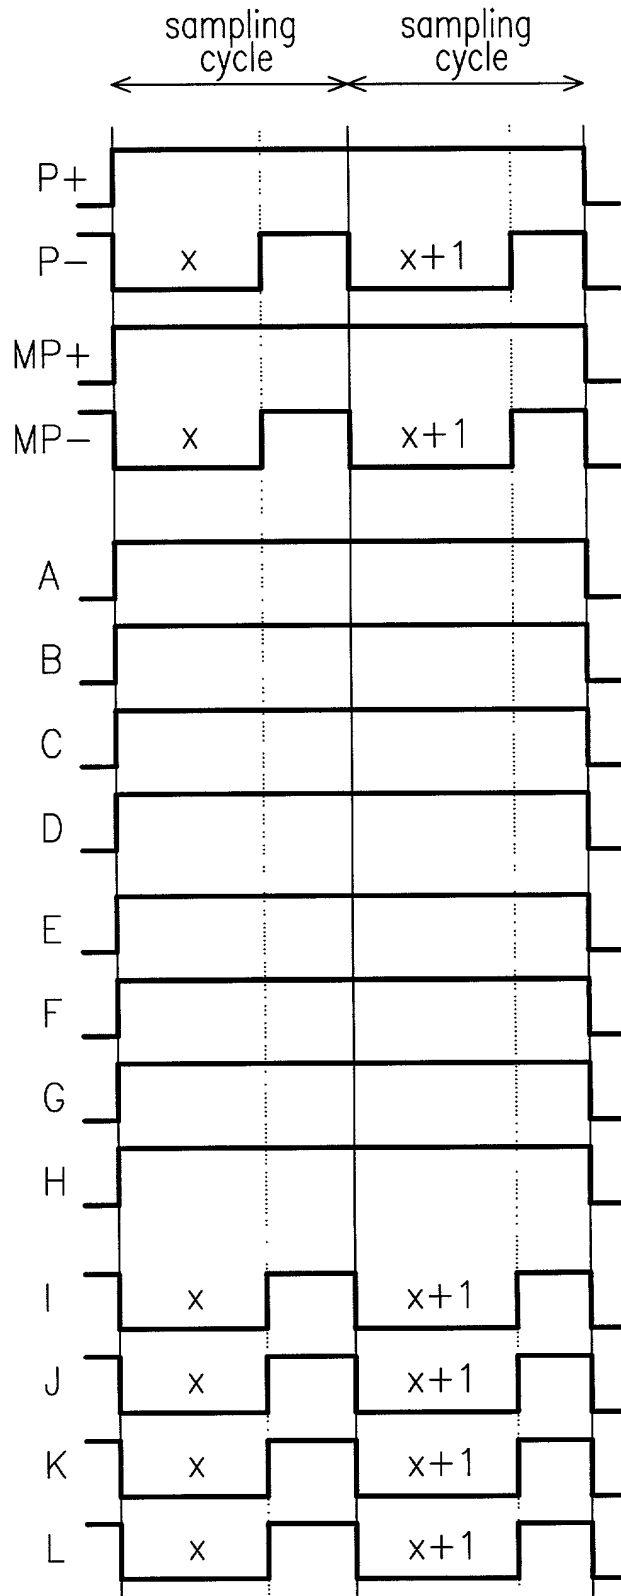 sampling cycle
sampling cycle
P+
P-
x
x+1
MP+
MP-
x
x+1
A
B
C
D
E
F
G
H
I
x
x+1
J
x
x+1
K
x
x+1
L
x
x+1